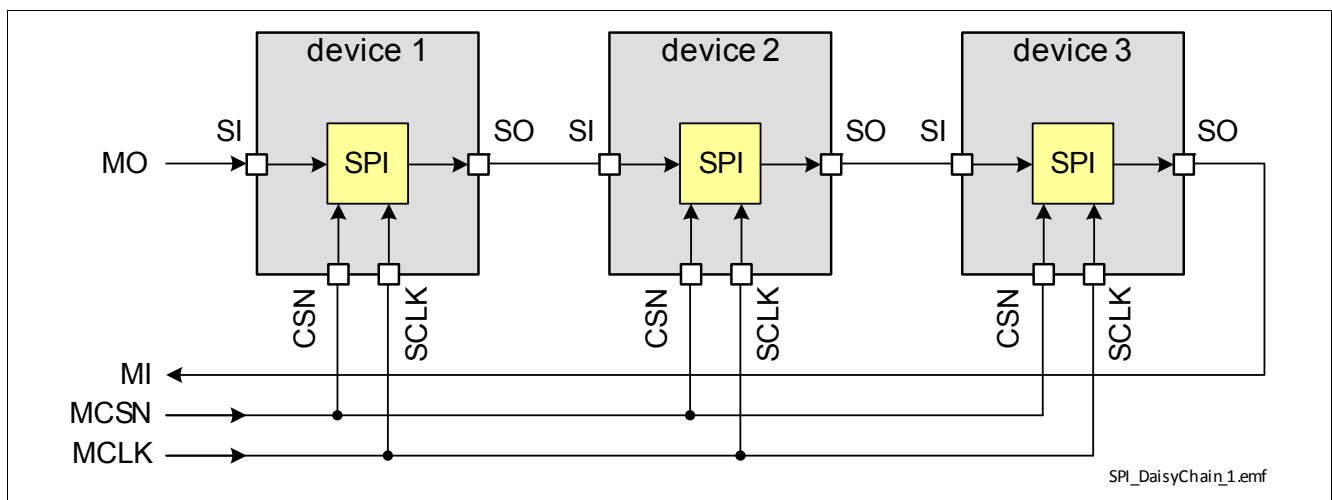 device 1 device 2 device 3
SI SO SI SO SI SO
MO SPI SPI SPI
CSN SCLK CSN SCLK CSN SCLK
MI
MCSN
MCLK
SPI_DaisyChain_1.emf